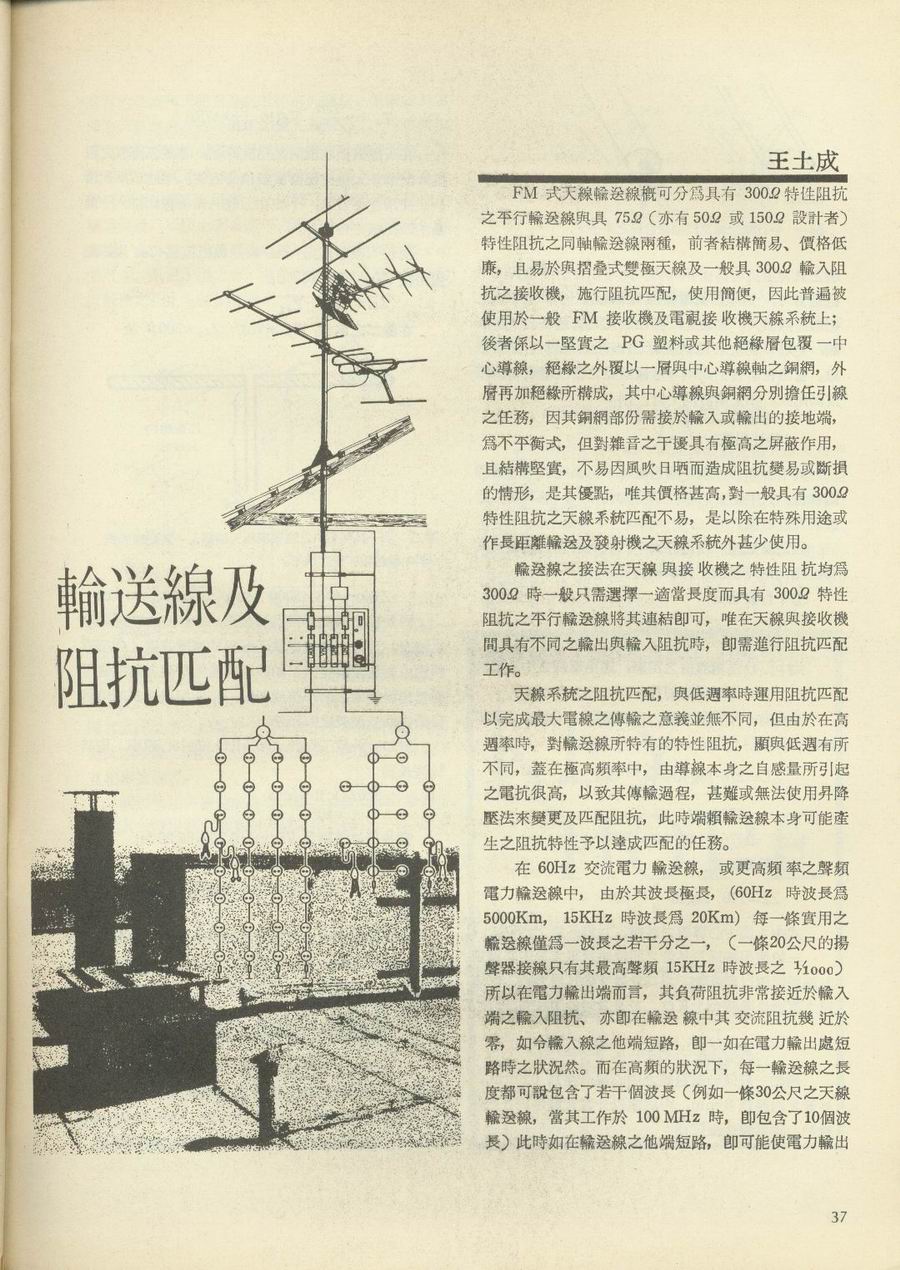 輸送線及
阻抗匹配
王土成
FM 式天線輸送線概可分爲具有 300Ω 特性阻抗
之平行輸送線與具 75Ω（亦有 50Ω 或 150Ω 設計者）
特性阻抗之同軸輸送線兩種，前者結構簡易、價格低
廉，且易於與摺疊式雙極天線及一般具 300Ω 輸入阻
抗之接收機，施行阻抗匹配，使用簡便，因此普遍被
使用於一般 FM 接收機及電視接收機天線系統上；
後者係以一堅實之 PG 塑料或其他絕緣層包覆一中
心導線，絕緣之外覆以一層與中心導線軸之銅網，外
層再加絕緣所構成，其中心導線與銅網分別擔任引線
之任務，因其銅網部份需接於輸入或輸出的接地端，
爲不平衡式，但對雜音之干擾具有極高之屏蔽作用，
且結構堅實，不易因風吹日晒而造成阻抗變易或斷損
的情形，是其優點，唯其價格甚高，對一般具有 300Ω
特性阻抗之天線系統匹配不易，是以除在特殊用途或
作長距離輸送及發射機之天線系統外甚少使用。
輸送線之接法在天線與接收機之特性阻抗均爲
300Ω 時一般只需選擇一適當長度而具有 300Ω 特性
阻抗之平行輸送線將其連結卽可，唯在天線與接收機
間具有不同之輸出與輸入阻抗時，卽需進行阻抗匹配
工作。
天線系統之阻抗匹配，與低週率時運用阻抗匹配
以完成最大電線之傳輸之意義並無不同，但由於在高
週率時，對輸送線所特有的特性阻抗，顯與低週有所
不同，蓋在極高頻率中，由導線本身之自感量所引起
之電抗很高，以致其傳輸過程，甚難或無法使用昇降
壓法來變更及匹配阻抗，此時端賴輸送線本身可能產
生之阻抗特性予以達成匹配的任務。
在 60Hz 交流電力輸送線，或更高頻率之聲頻
電力輸送線中，由於其波長極長，(60Hz 時波長爲
5000Km，15KHz 時波長爲 20Km) 每一條實用之
輸送線僅爲一波長之若干分之一，（一條20公尺的揚
聲器接線只有其最高聲頻 15KHz 時波長之 1/1000）
所以在電力輸出端而言，其負荷阻抗非常接近於輸入
端之輸入阻抗、亦卽在輸送線中其交流阻抗幾近於
零，如令輸入線之他端短路，卽一如在電力輸出處短
路時之狀況然。而在高頻的狀況下，每一輸送線之長
度都可說包含了若干個波長（例如一條30公尺之天線
輸送線，當其工作於 100 MHz 時，卽包含了10個波
長）此時如在輸送線之他端短路，卽可能使電力輸出
37